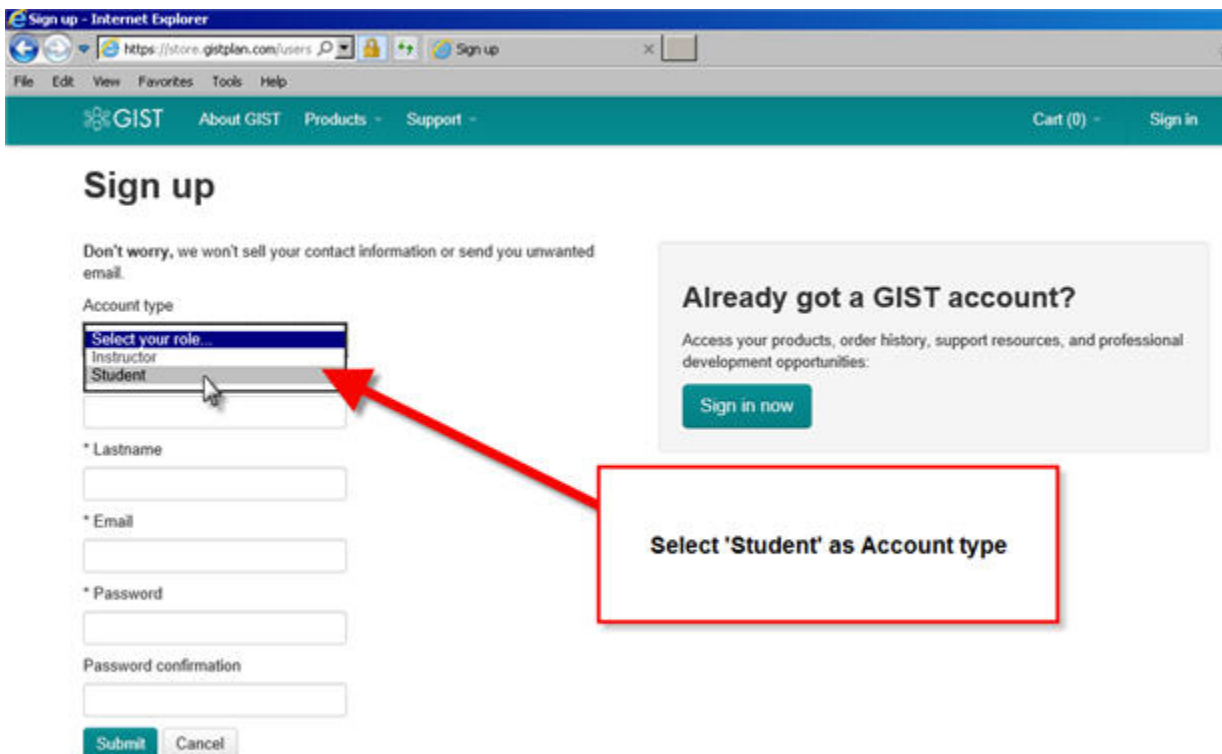 Sign up - Internet Explorer
https://store.gistplan.com/users
Sign up
File Edit View Favorites Tools Help
GIST About GIST Products Support Cart (0) Sign in
Sign up
Don't worry, we won't sell your contact information or send you unwanted
email.
Account type
Select your role...
Instructor
Student
* Lastname
* Email
* Password
Password confirmation
Submit Cancel
Already got a GIST account?
Access your products, order history, support resources, and professional
development opportunities:
Sign in now
Select 'Student' as Account type